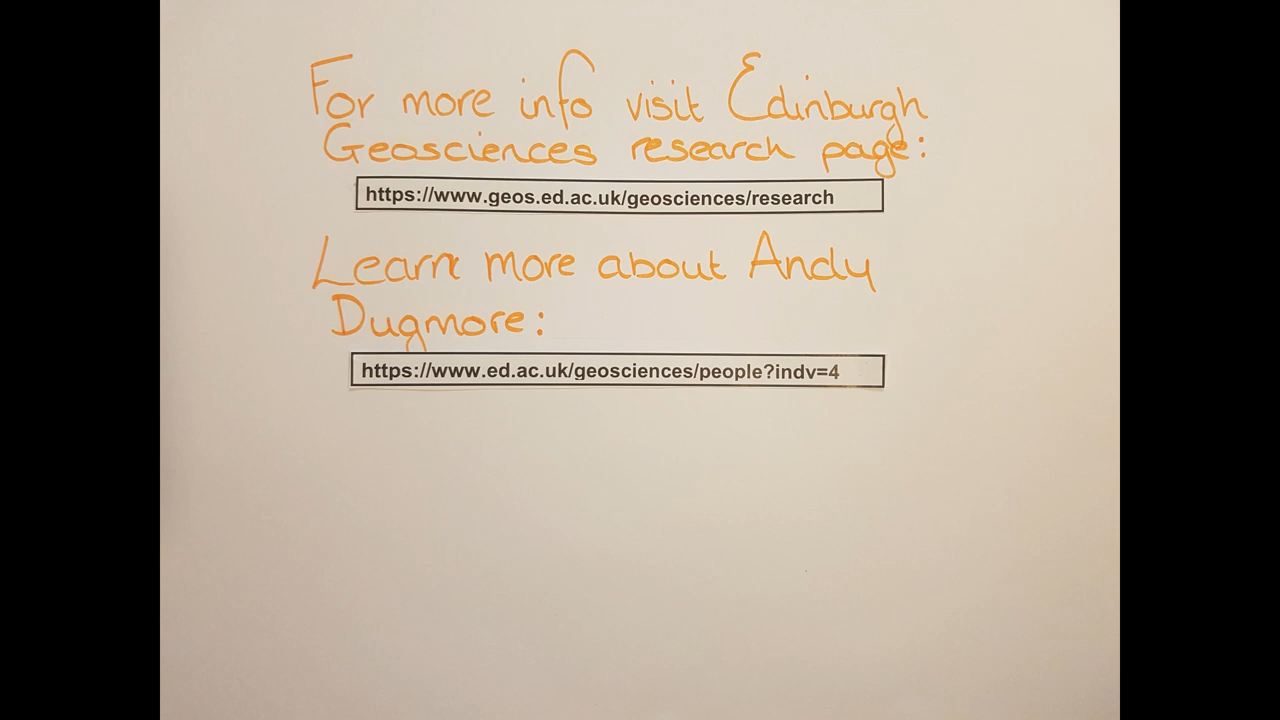 For more info visit Edinburgh
Geosciences research page:
https://www.geos.ed.ac.uk/geosciences/research
Learn more about Andy
Dugmore:
https://www.ed.ac.uk/geosciences/people?indv=4